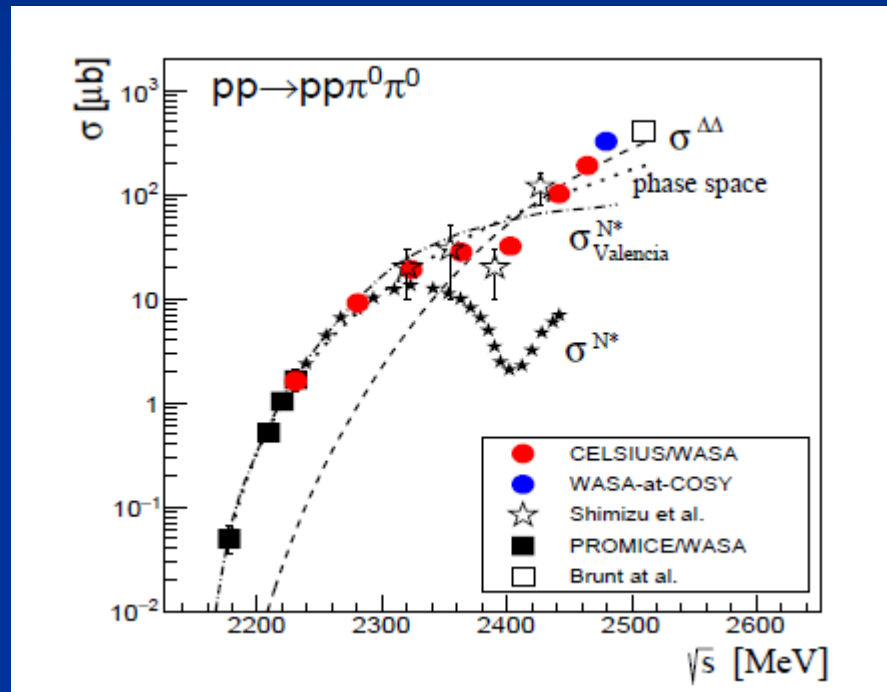 pp→ppπ⁰π⁰
σ [μb]
10³
10²
10
1
10⁻¹
10⁻²
σ ΔΔ
phase space
σ N* Valencia
σ N*
CELSIUS/WASA
WASA-at-COSY
Shimizu et al.
PROMICE/WASA
Brunt at al.
2200 2300 2400 2500 2600
√s [MeV]